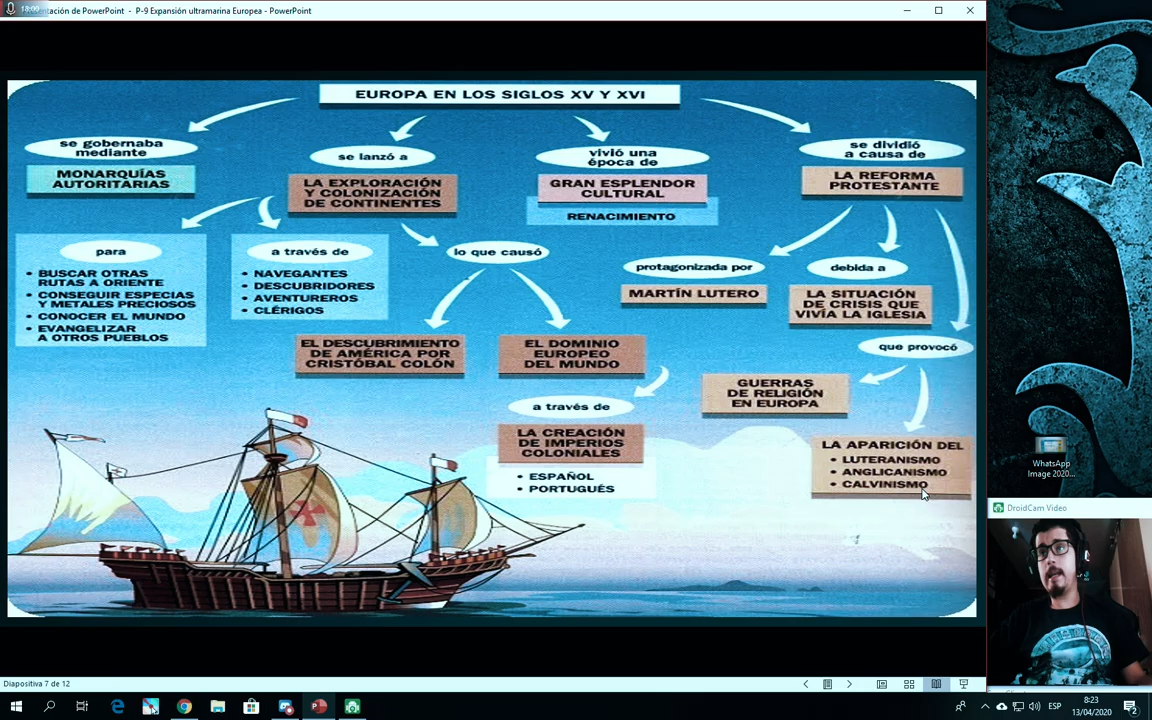 18:00
ntación de PowerPoint - P-9 Expansión ultramarina Europea - PowerPoint
EUROPA EN LOS SIGLOS XV Y XVI
se gobernaba
mediante
MONARQUÍAS
AUTORITARIAS
se lanzó a
LA EXPLORACIÓN
Y COLONIZACIÓN
DE CONTINENTES
vivió una
época de
GRAN ESPLENDOR
CULTURAL
RENACIMIENTO
se dividió
a causa de
LA REFORMA
PROTESTANTE
para
• BUSCAR OTRAS
RUTAS A ORIENTE
• CONSEGUIR ESPECIAS
Y METALES PRECIOSOS
• CONOCER EL MUNDO
• EVANGELIZAR
A OTROS PUEBLOS
a través de
• NAVEGANTES
• DESCUBRIDORES
• AVENTUREROS
• CLÉRIGOS
lo que causó
EL DESCUBRIMIENTO
DE AMÉRICA POR
CRISTÓBAL COLÓN
EL DOMINIO
EUROPEO
DEL MUNDO
a través de
LA CREACIÓN
DE IMPERIOS
COLONIALES
• ESPAÑOL
• PORTUGUÉS
protagonizada por
MARTÍN LUTERO
debida a
LA SITUACIÓN
DE CRISIS QUE
VIVÍA LA IGLESIA
que provocó
GUERRAS
DE RELIGIÓN
EN EUROPA
LA APARICIÓN DEL
• LUTERANISMO
• ANGLICANISMO
• CALVINISMO
WhatsApp
Image 2020...
DroidCam Video
Diapositiva 7 de 12
ESP
8:23
13/04/2020
2